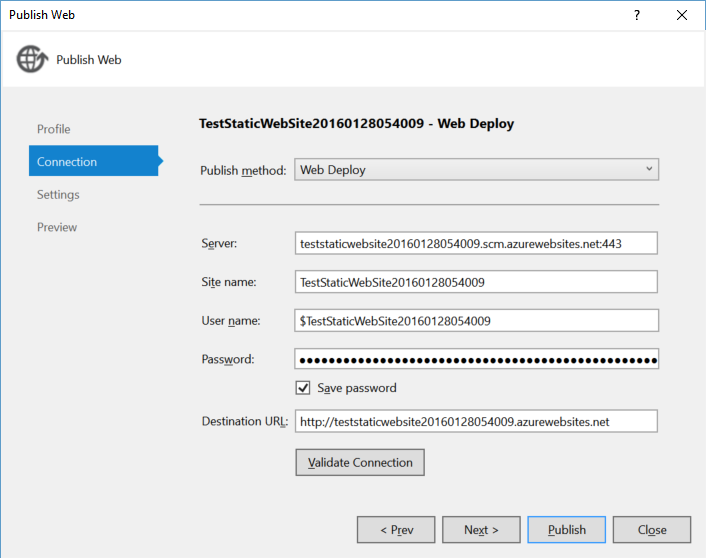 Publish Web
?
Publish Web
Profile
Connection
Settings
Preview
TestStaticWebSite20160128054009 - Web Deploy
Publish method: Web Deploy
Server: teststaticwebsite20160128054009.scm.azurewebsites.net:443
Site name: TestStaticWebSite20160128054009
User name: $TestStaticWebSite20160128054009
Password: ●●●●●●●●●●●●●●●●●●●●●●●●●●●●●●●●●●●●●●●●●●●●●●●●●●
Save password
Destination URL: http://teststaticwebsite20160128054009.azurewebsites.net
Validate Connection
< Prev Next > Publish Close